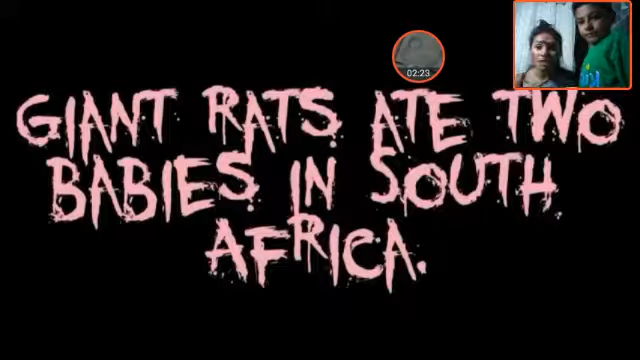 02:23
GIANT RATS ATE TWO
BABIES IN SOUTH
AFRICA.